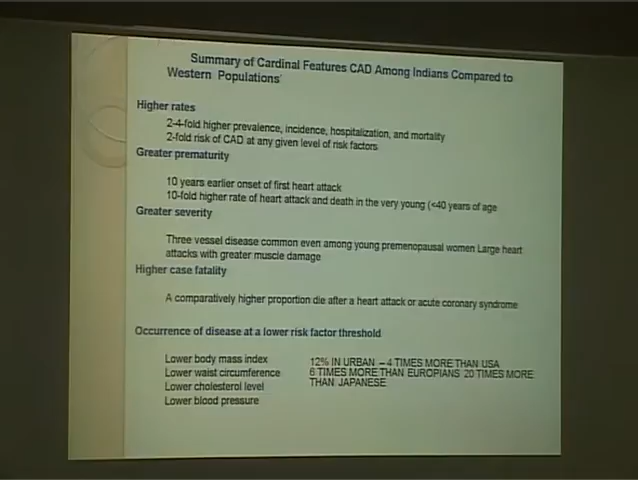 Summary of Cardinal Features CAD Among Indians Compared to
Western Populations'
Higher rates
2-4-fold higher prevalence, incidence, hospitalization, and mortality
2-fold risk of CAD at any given level of risk factors
Greater prematurity
10 years earlier onset of first heart attack
10-fold higher rate of heart attack and death in the very young (<40 years of age
Greater severity
Three vessel disease common even among young premenopausal women Large heart
attacks with greater muscle damage
Higher case fatality
A comparatively higher proportion die after a heart attack or acute coronary syndrome
Occurrence of disease at a lower risk factor threshold
Lower body mass index
Lower waist circumference
Lower cholesterol level
Lower blood pressure
12% IN URBAN – 4 TIMES MORE THAN USA
6 TIMES MORE THAN EUROPIANS 20 TIMES MORE
THAN JAPANESE